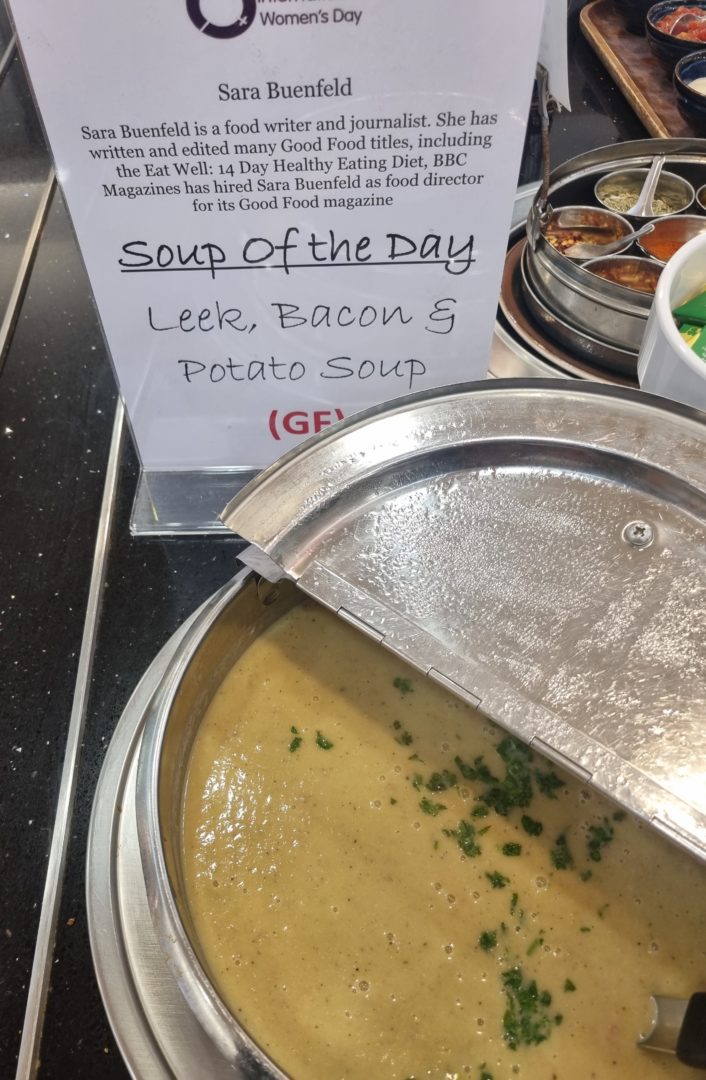 Women's Day
Sara Buenfeld
Sara Buenfeld is a food writer and journalist. She has
written and edited many Good Food titles, including
the Eat Well: 14 Day Healthy Eating Diet, BBC
Magazines has hired Sara Buenfeld as food director
for its Good Food magazine
Soup Of the Day
Leek, Bacon &
Potato Soup
(GF)